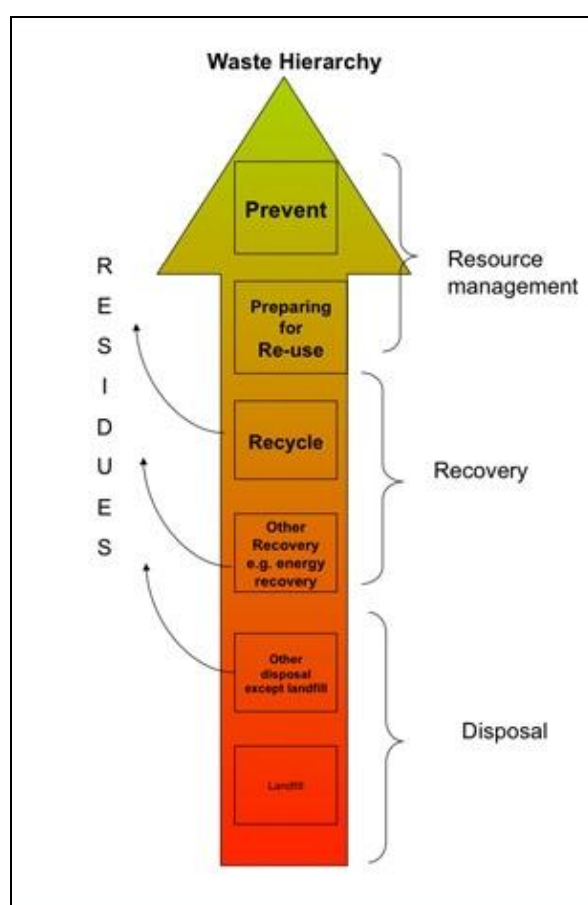 Waste Hierarchy
Prevent
Preparing
for
Re-use
Recycle
Other
Recovery
e.g. energy
recovery
Other
disposal
except landfill
Landfill
RESIDUES
Resource
management
Recovery
Disposal